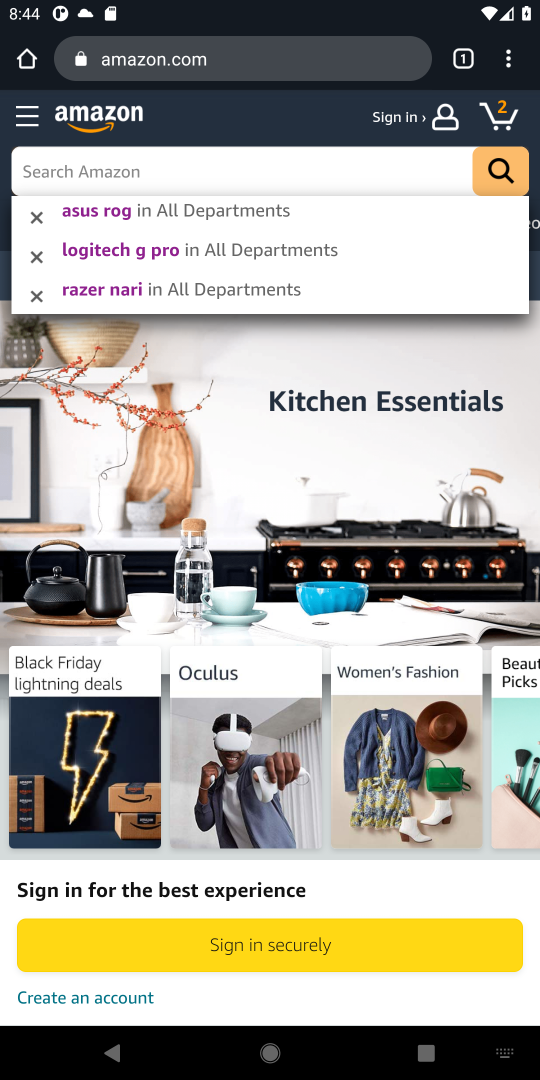 8:44
amazon.com
1
amazon
Sign in ›
2
Search Amazon
asus rog in All Departments
logitech g pro in All Departments
razer nari in All Departments
Kitchen Essentials
Black Friday
lightning deals
Oculus
Women's Fashion
Beaut
Picks
Sign in for the best experience
Sign in securely
Create an account